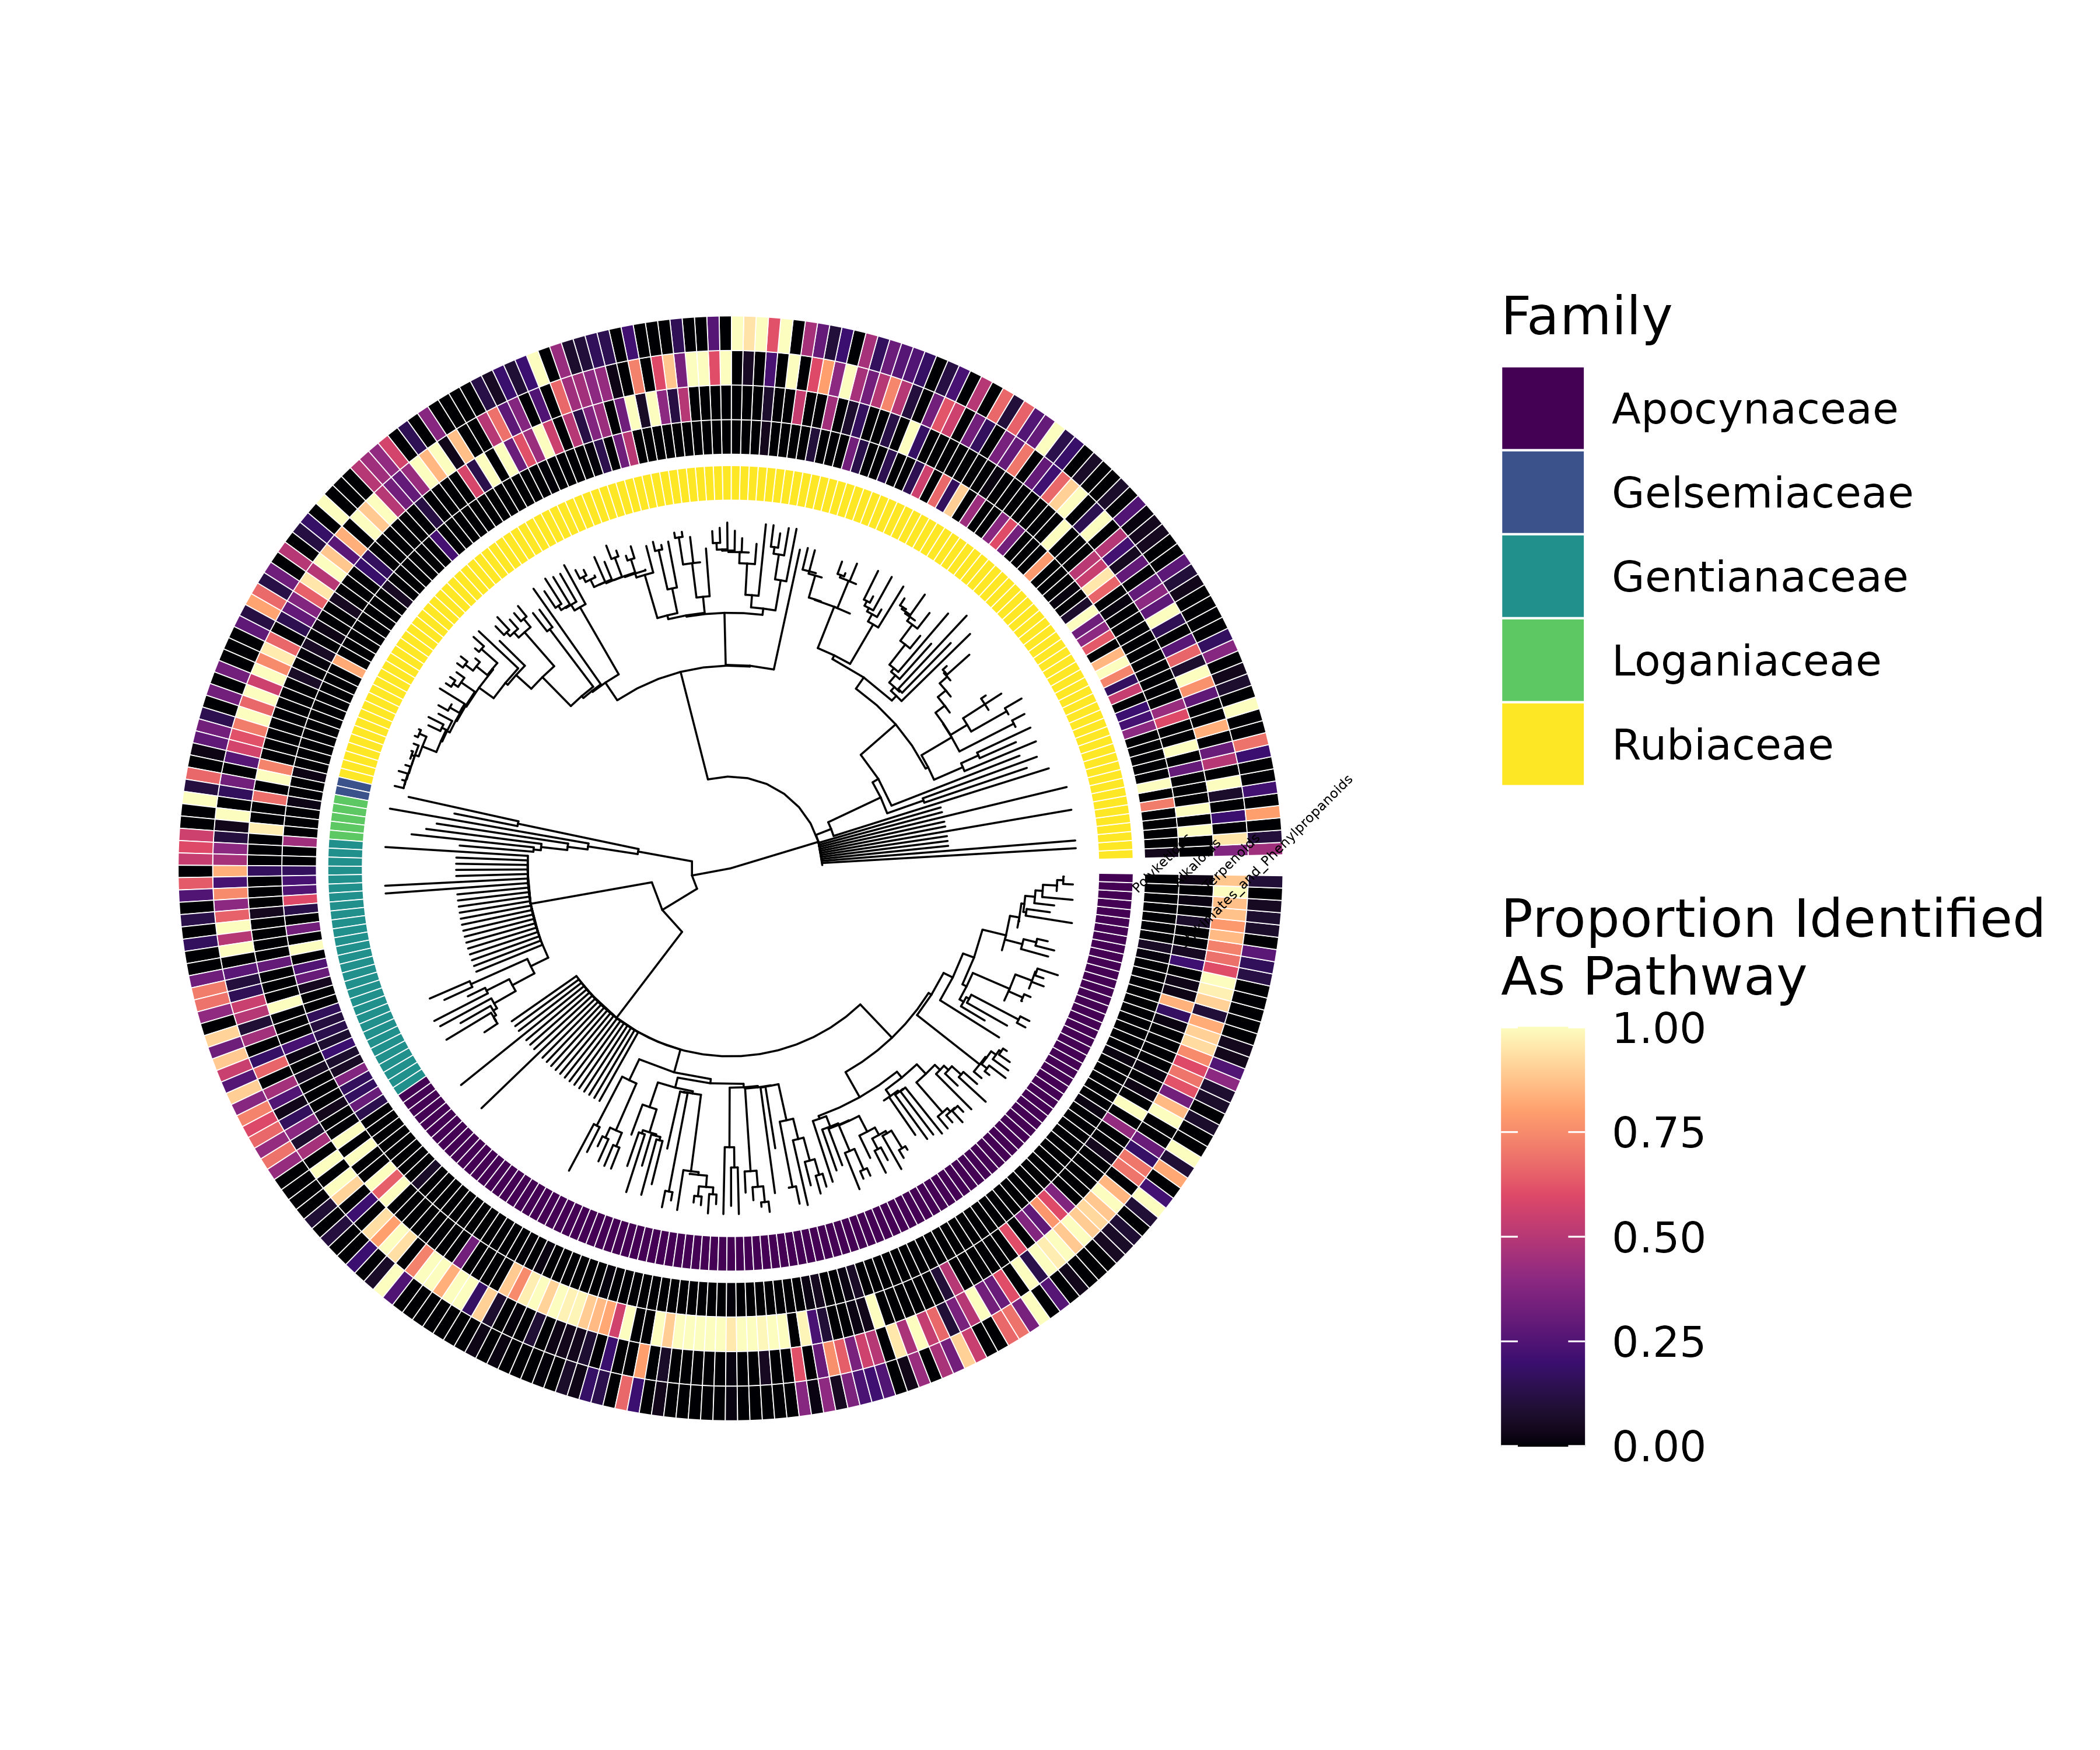 Family
Apocynaceae
Gelsemiaceae
Gentianaceae
Loganiaceae
Rubiaceae
Proportion Identified
As Pathway
1.00
0.75
0.50
0.25
0.00